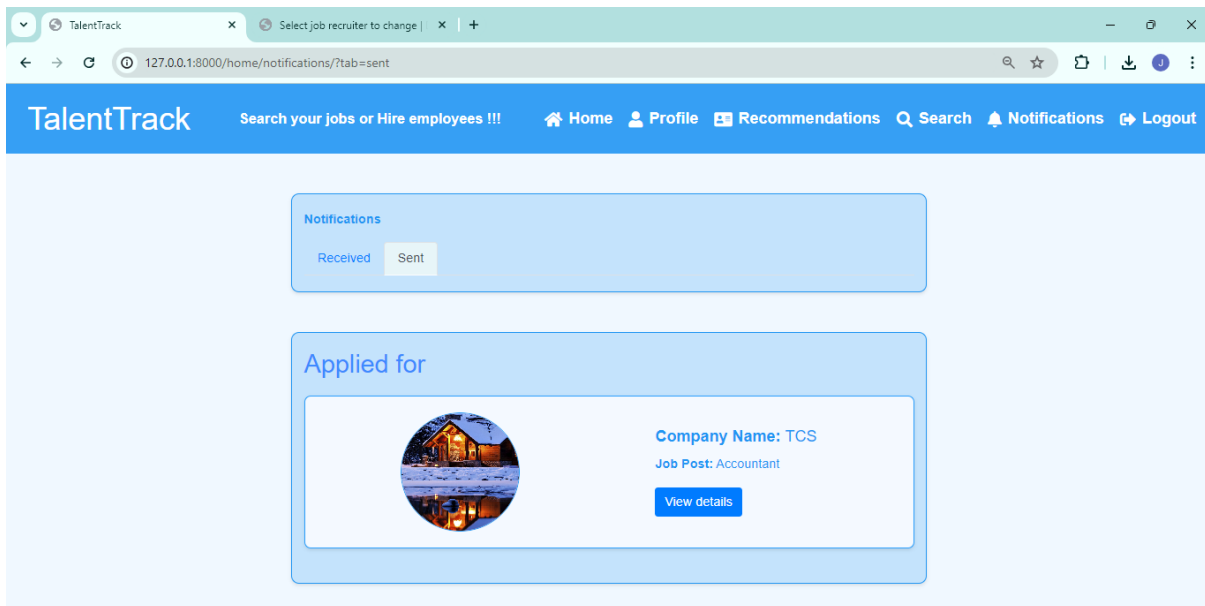 TalentTrack
Select job recruiter to change |
127.0.0.1:8000/home/notifications/?tab=sent
J
TalentTrack
Search your jobs or Hire employees !!!
Home
Profile
Recommendations
Search
Notifications
Logout
Notifications
Received
Sent
Applied for
Company Name: TCS
Job Post: Accountant
View details